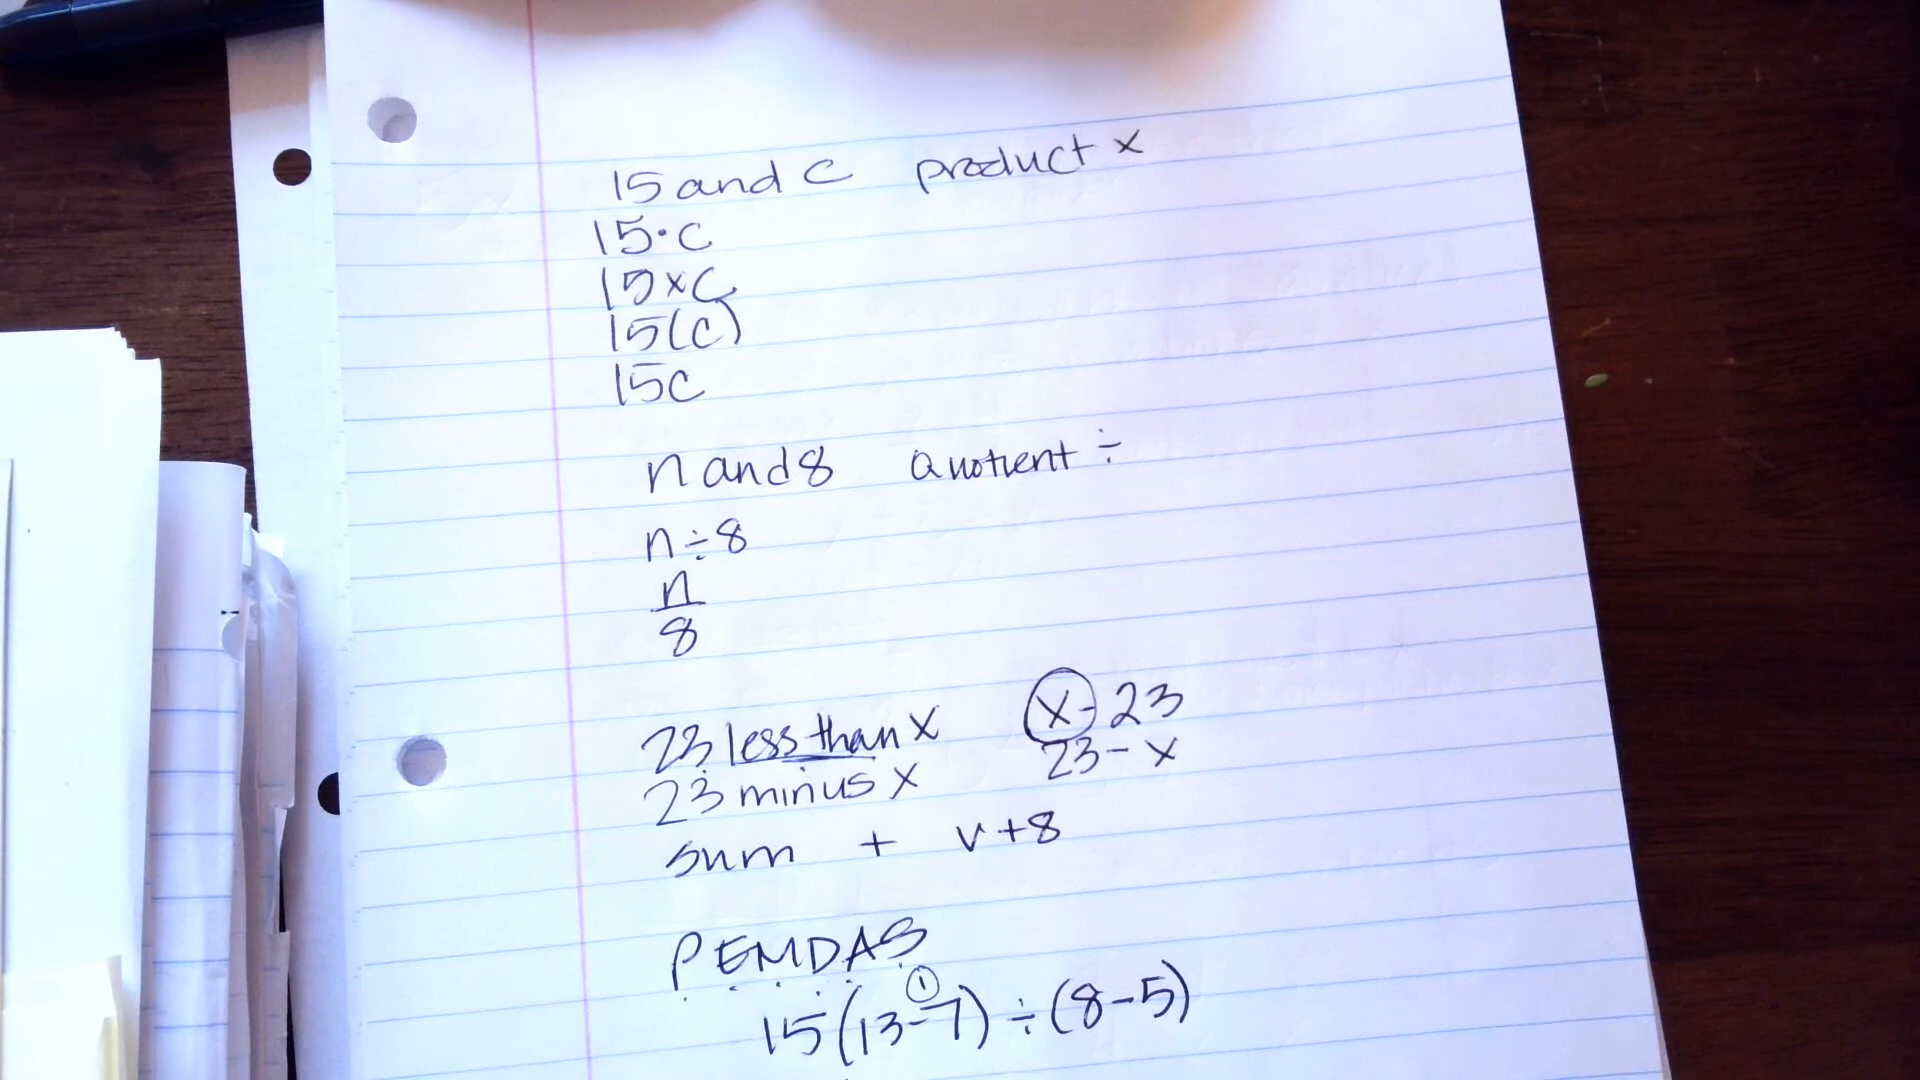 15 and c product x
15·c
15xc
15(c)
15c
n and 8 quotient ÷
n÷8
n
8
23 less than x x-23
23 minus x 23-x
sum + v+8
PEMDAS
1
15(13-7)÷(8-5)